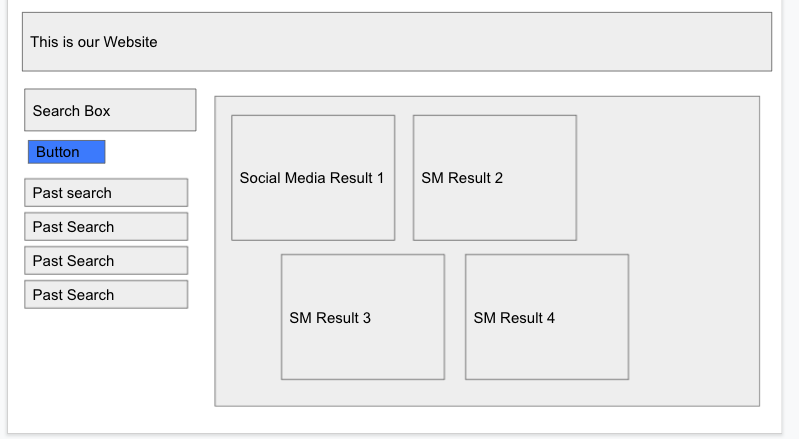 This is our Website
Search Box
Button
Past search
Past Search
Past Search
Past Search
Social Media Result 1
SM Result 2
SM Result 3
SM Result 4